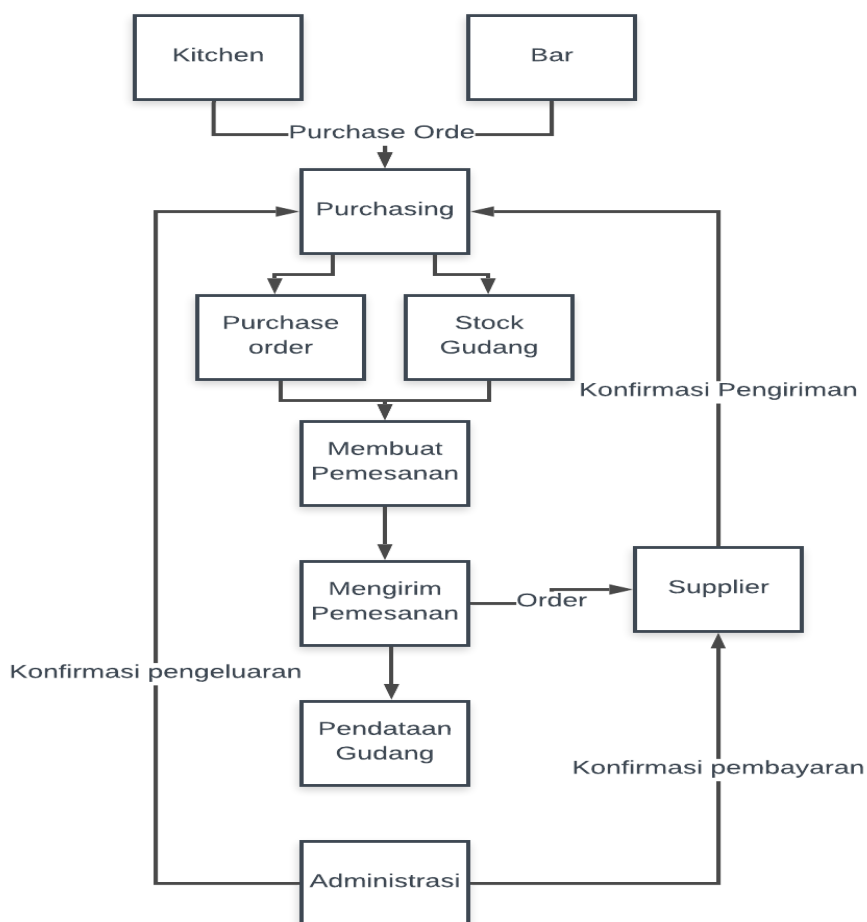 Kitchen
Bar
Purchase Orde
Purchasing
Purchase
order
Stock
Gudang
Konfirmasi Pengiriman
Membuat
Pemesanan
Mengirim
Pemesanan
Order
Supplier
Konfirmasi pengeluaran
Pendataan
Gudang
Konfirmasi pembayaran
Administrasi